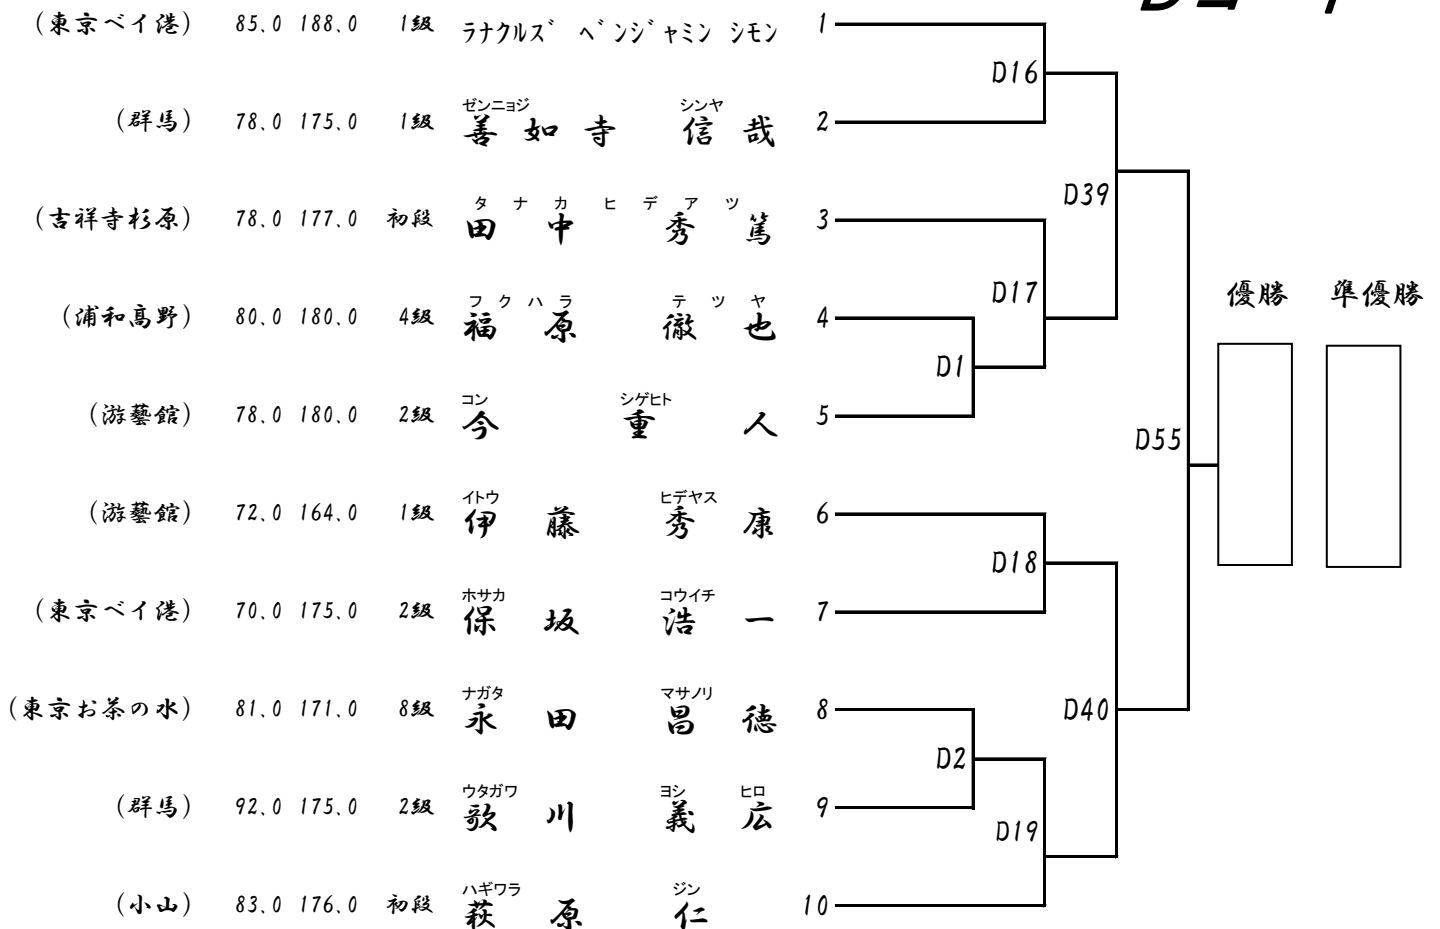 Dコート
(東京ベイ港) 85.0 188.0 1級 ラナクルズ ベンジャミン シモン 1
D16
ゼンニョジ シンヤ
(群馬) 78.0 175.0 1級 善如寺 信哉 2
D39
タナカ ヒデアツ
(吉祥寺杉原) 78.0 177.0 初段 田中 秀篤 3
D17
優勝 準優勝
フクハラ テツヤ
(浦和高野) 80.0 180.0 4級 福原 徹也 4
D1
コン シゲヒト
(游藝館) 78.0 180.0 2級 今 重人 5
D55
イトウ ヒデヤス
(游藝館) 72.0 164.0 1級 伊藤 秀康 6
D18
ホサカ コウイチ
(東京ベイ港) 70.0 175.0 2級 保坂 浩一 7
ナガタ マサノリ
(東京お茶の水) 81.0 171.0 8級 永田 昌徳 8
D40
D2
ウタガワ ヨシ ヒロ
(群馬) 92.0 175.0 2級 歌川 義広 9
D19
ハギワラ ジン
(小山) 83.0 176.0 初段 萩原 仁 10